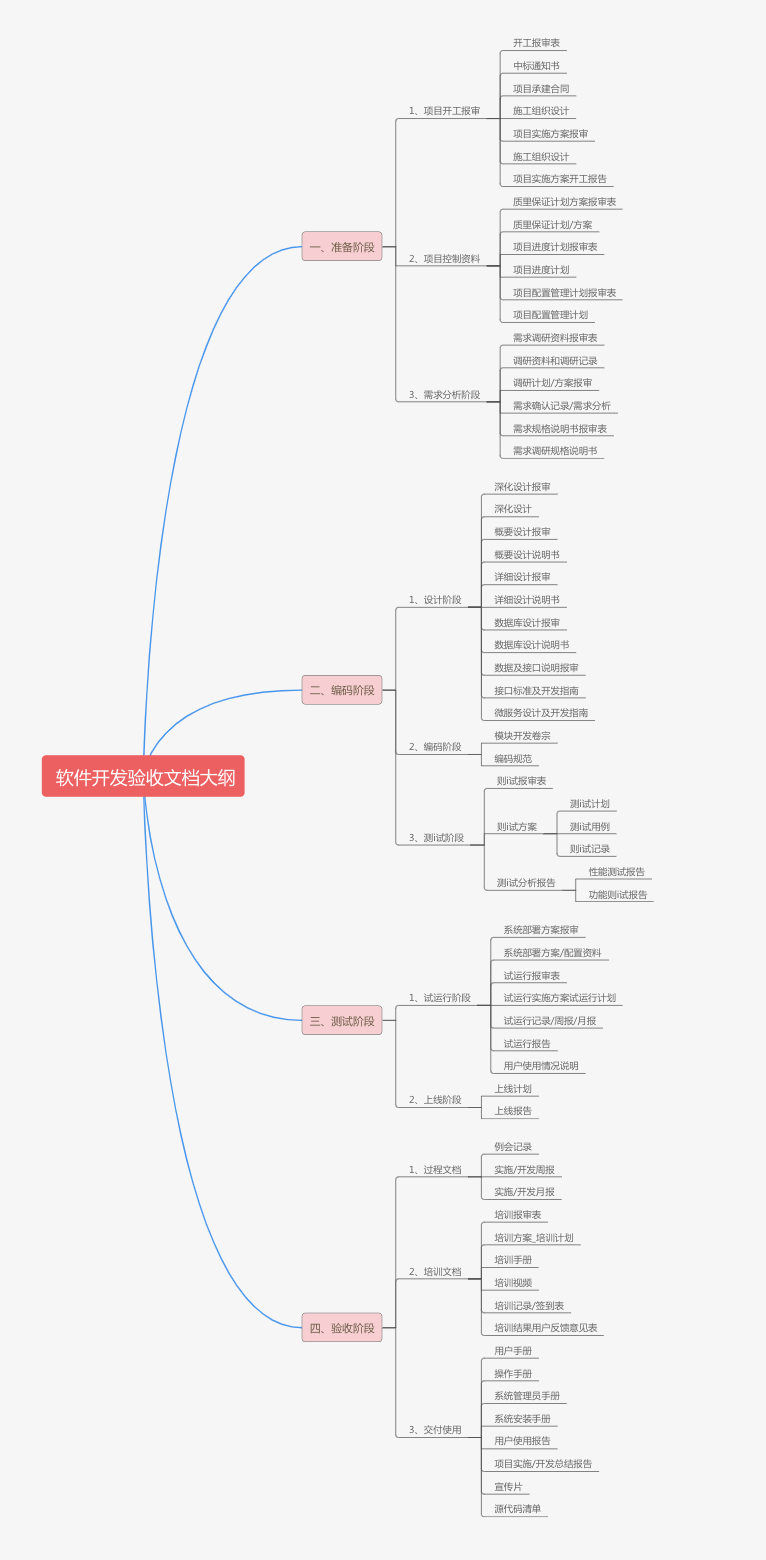 软件开发验收文档大纲
一、准备阶段
1、项目开工报审
开工报审表
中标通知书
项目承建合同
施工组织设计
项目实施方案报审
施工组织设计
项目实施方案开工报告
2、项目控制资料
质里保证计划方案报审表
质里保证计划/方案
项目进度计划报审表
项目进度计划
项目配置管理计划报审表
项目配置管理计划
3、需求分析阶段
需求调研资料报审表
调研资料和调研记录
调研计划/方案报审
需求确认记录/需求分析
需求规格说明书报审表
需求调研规格说明书
二、编码阶段
1、设计阶段
深化设计报审
深化设计
概要设计报审
概要设计说明书
详细设计报审
详细设计说明书
数据库设计报审
数据库设计说明书
数据及接口说明报审
接口标准及开发指南
微服务设计及开发指南
2、编码阶段
模块开发卷宗
编码规范
3、测i试阶段
则i试报审表
则i试方案
测i试计划
测i试用例
则i试记录
测i试分析报告
性能测试报告
功能则i试报告
三、测试阶段
1、试运行阶段
系统部署方案报审
系统部署方案/配置资料
试运行报审表
试运行实施方案试运行计划
试运行记录/周报/月报
试运行报告
用户使用情况说明
2、上线阶段
上线计划
上线报告
四、验收阶段
1、过程文档
例会记录
实施/开发周报
实施/开发月报
2、培训文档
培训报审表
培训方案_培训计划
培训手册
培训视频
培训记录/签到表
培训结果用户反馈意见表
3、交付使用
用户手册
操作手册
系统管理员手册
系统安装手册
用户使用报告
项目实施/开发总结报告
宣传片
源代码清单